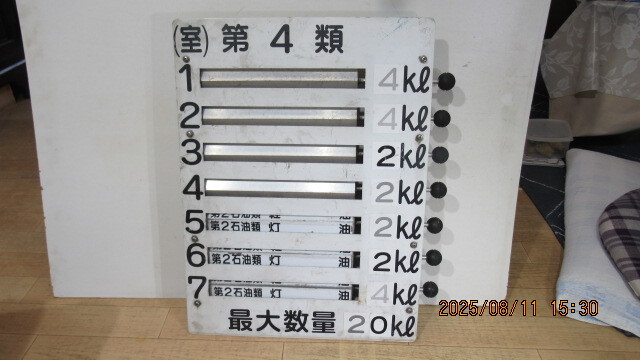 (室) 第4類
1 4kl
2 4kl
3 2kl
4 2kl
5 第2石油類 灯 油 2kl
6 第2石油類 灯 油 2kl
7 第2石油類 灯 油 4kl
最大数量 20kl
2025/08/11 15:30